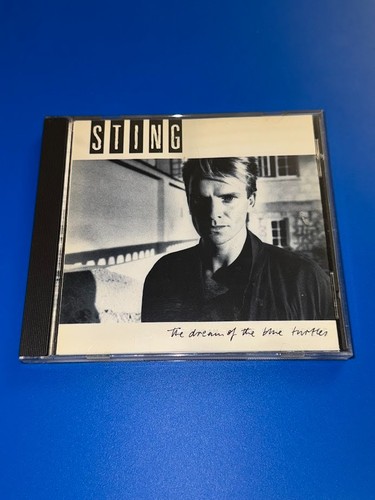 STING
the dream of the blue turtles